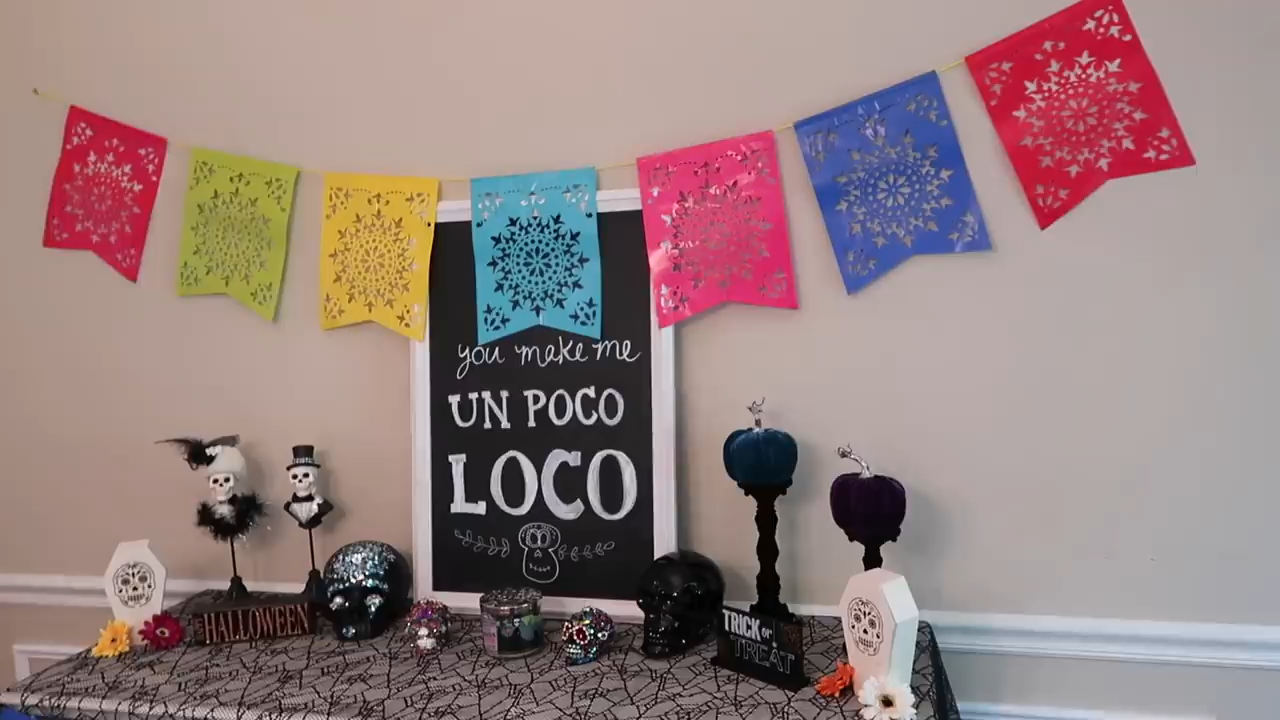 you make me
UN POCO
LOCO
HALLOWEEN
TRICK or
TREAT